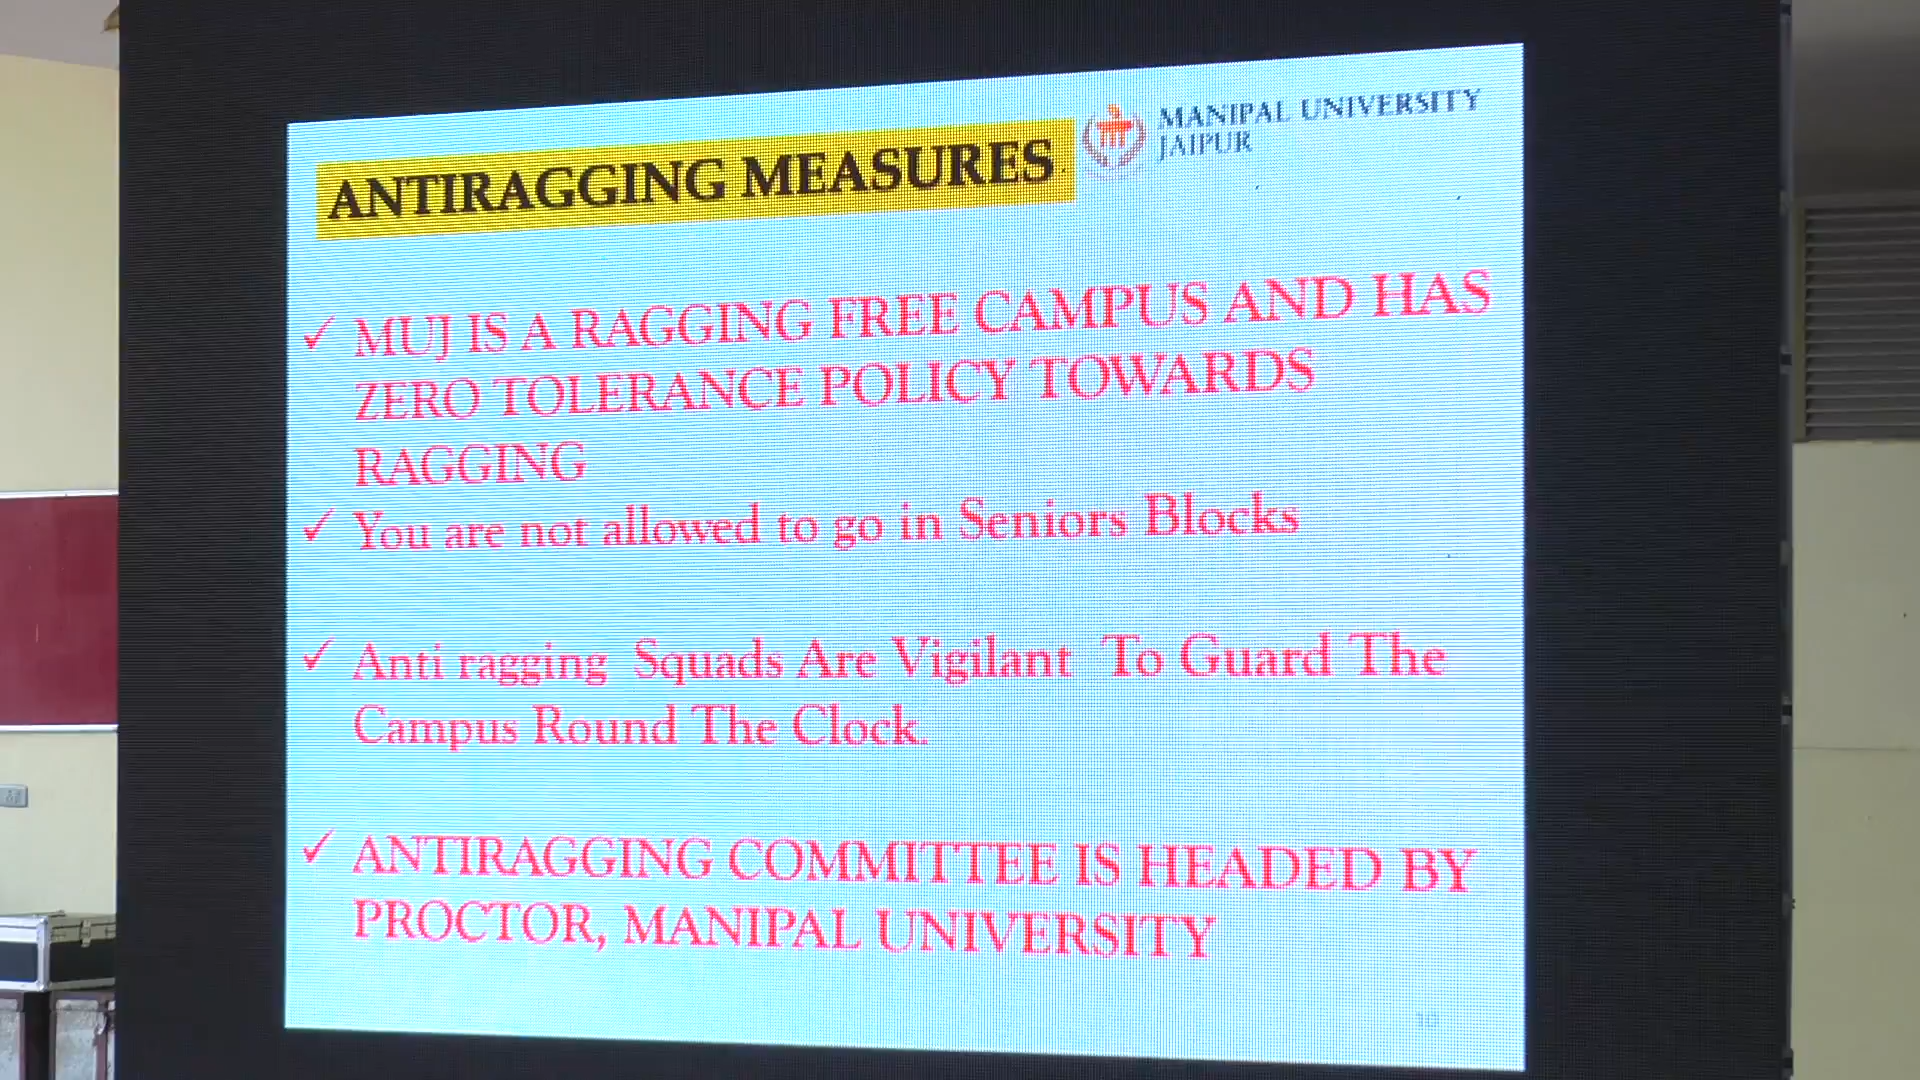 ANTIRAGGING MEASURES
MANIPAL UNIVERSITY
JAIPUR
✓ MUJ IS A RAGGING FREE CAMPUS AND HAS
ZERO TOLERANCE POLICY TOWARDS
RAGGING
✓ You are not allowed to go in Seniors Blocks
✓ Anti ragging Squads Are Vigilant To Guard The
Campus Round The Clock.
✓ ANTIRAGGING COMMITTEE IS HEADED BY
PROCTOR, MANIPAL UNIVERSITY